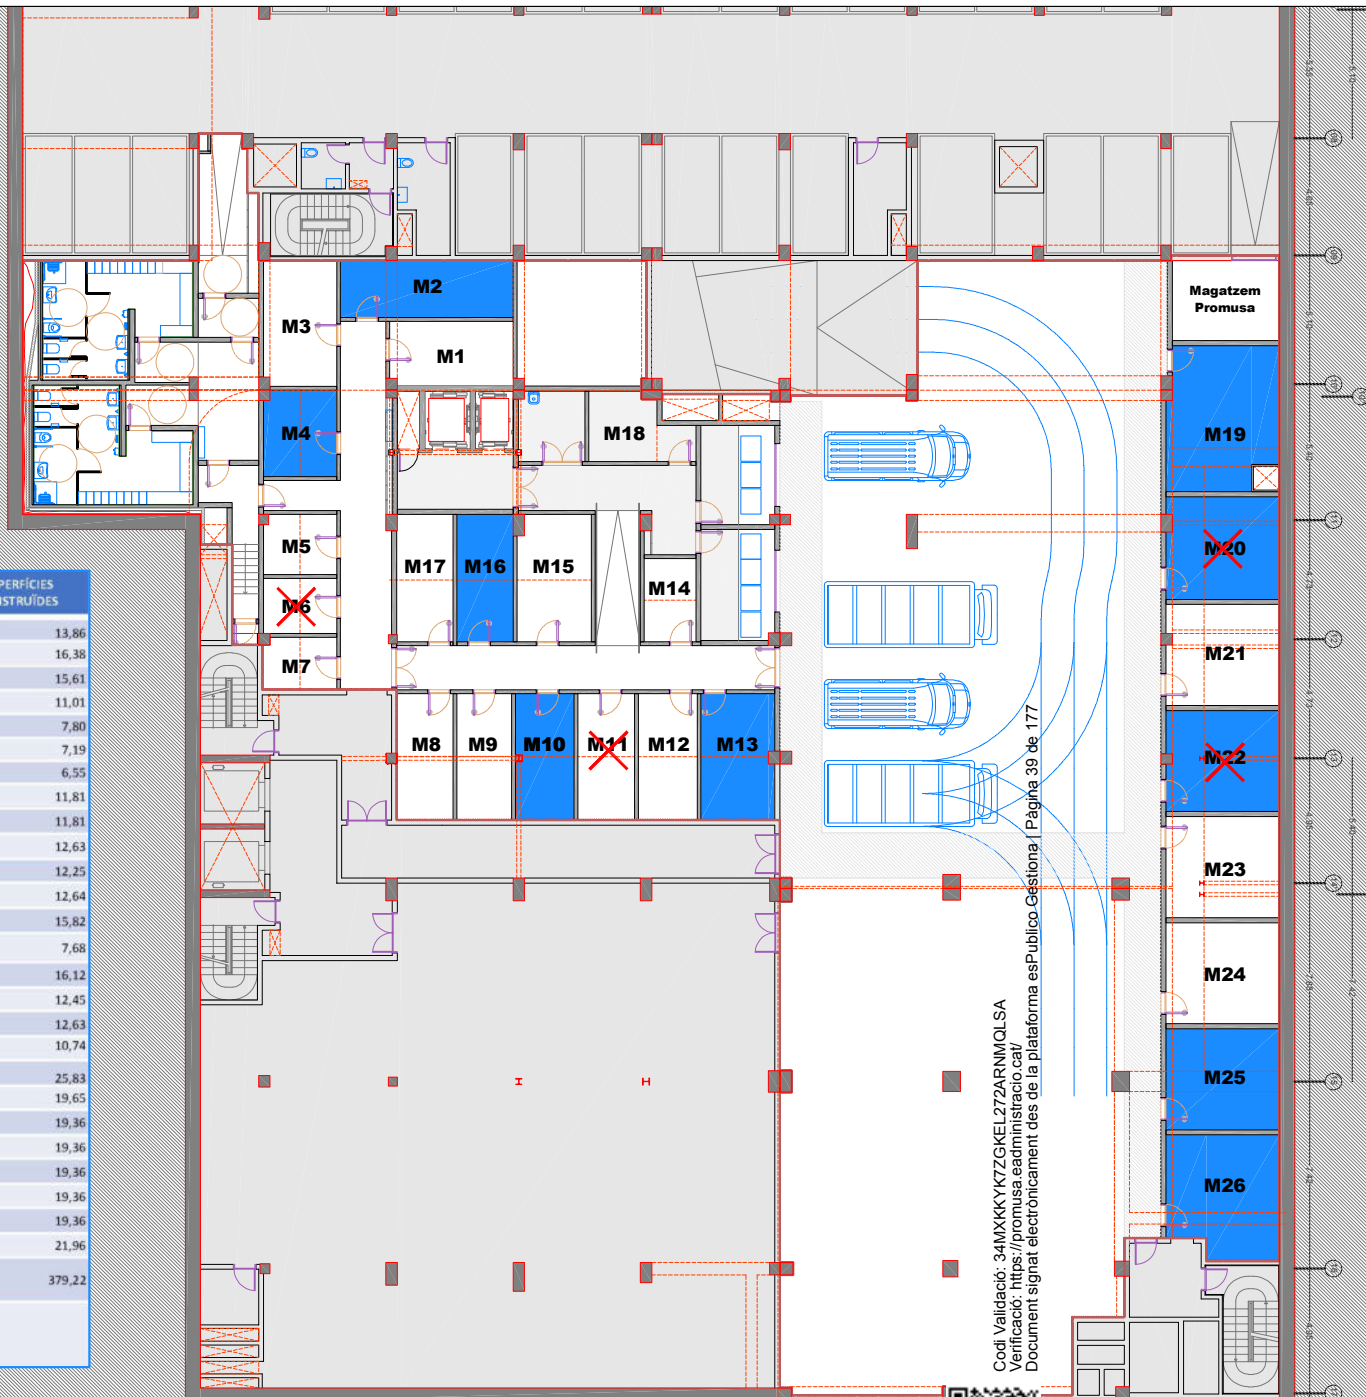 Magatzem
Promusa
M2
M3
M1
M4
M18
M19
M5
M17
M16
M15
M14
M20
M6
M7
M21
M8
M9
M10
M11
M12
M13
M22
M23
M24
M25
M26
PERFÍCIES
NSTRUÏDES
13,86
16,38
15,61
11,01
7,80
7,19
6,55
11,81
11,81
12,63
12,25
12,64
15,82
7,68
16,12
12,45
12,63
10,74
25,83
19,65
19,36
19,36
19,36
19,36
19,36
21,96
379,22
Codi Validació: 34MXKKYK7ZGKEL272ARNMQLSA
Verificació: https://promusa.eadministracio.cat/
Document signat electrònicament des de la plataforma esPublico Gestiona | Pàgina 39 de 177